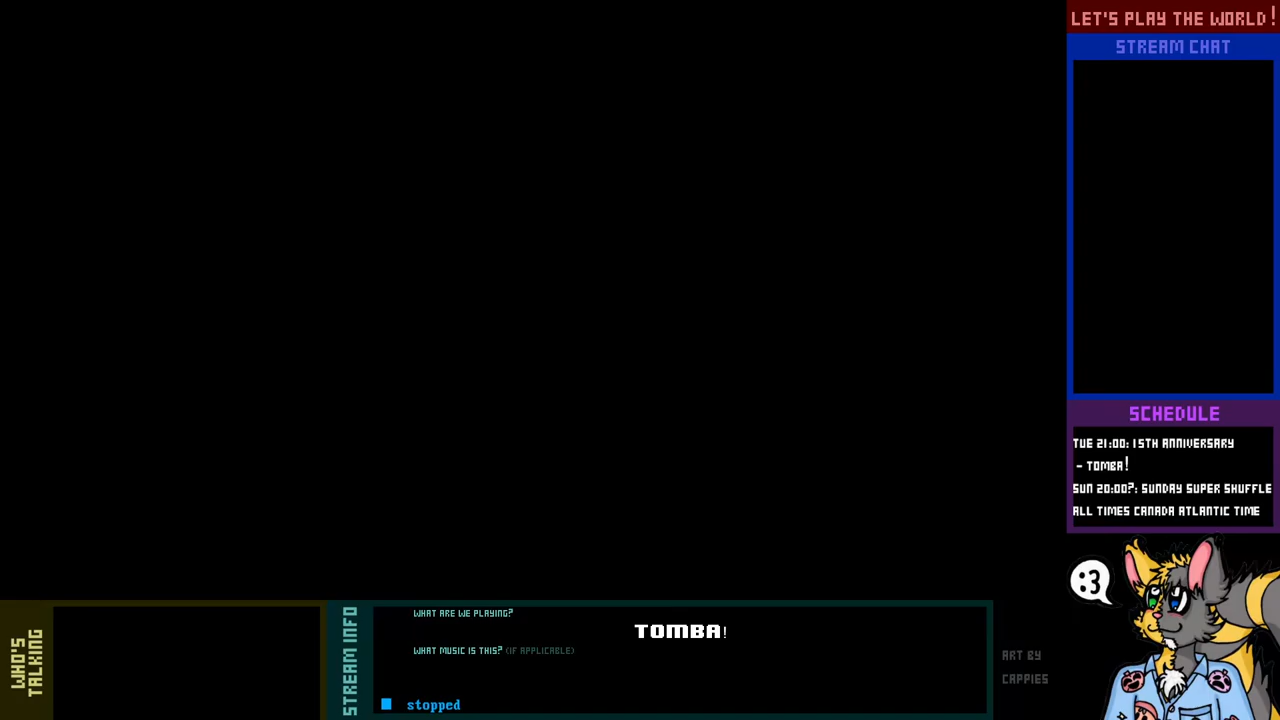 LET'S PLAY THE WORLD!
STREAM CHAT
SCHEDULE
TUE 21:00: 15TH ANNIVERSARY
- TOMBA!
SUN 20:00?: SUNDAY SUPER SHUFFLE
ALL TIMES CANADA ATLANTIC TIME
:3
WHO'S
TALKING
STREAM INFO
WHAT ARE WE PLAYING?
TOMBA!
WHAT MUSIC IS THIS? (IF APPLICABLE)
stopped
ART BY
CAPPIES